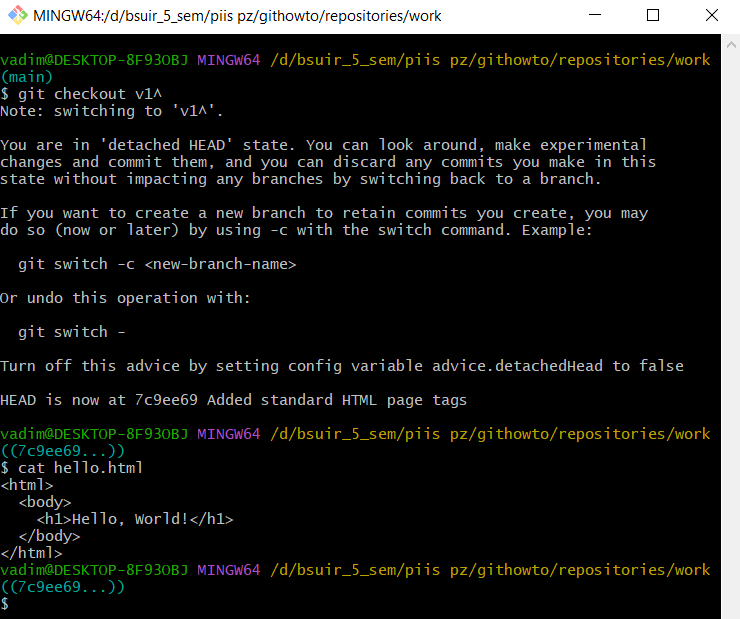 MINGW64:/d/bsuir_5_sem/piis pz/githowto/repositories/work
vadim@DESKTOP-8F93OBJ MINGW64 /d/bsuir_5_sem/piis pz/githowto/repositories/work
(main)
$ git checkout v1^
Note: switching to 'v1^'.
You are in 'detached HEAD' state. You can look around, make experimental
changes and commit them, and you can discard any commits you make in this
state without impacting any branches by switching back to a branch.
If you want to create a new branch to retain commits you create, you may
do so (now or later) by using -c with the switch command. Example:
  git switch -c <new-branch-name>
Or undo this operation with:
  git switch -
Turn off this advice by setting config variable advice.detachedHead to false
HEAD is now at 7c9ee69 Added standard HTML page tags
vadim@DESKTOP-8F93OBJ MINGW64 /d/bsuir_5_sem/piis pz/githowto/repositories/work
((7c9ee69...))
$ cat hello.html
<html>
  <body>
    <h1>Hello, World!</h1>
  </body>
</html>
vadim@DESKTOP-8F93OBJ MINGW64 /d/bsuir_5_sem/piis pz/githowto/repositories/work
((7c9ee69...))
$